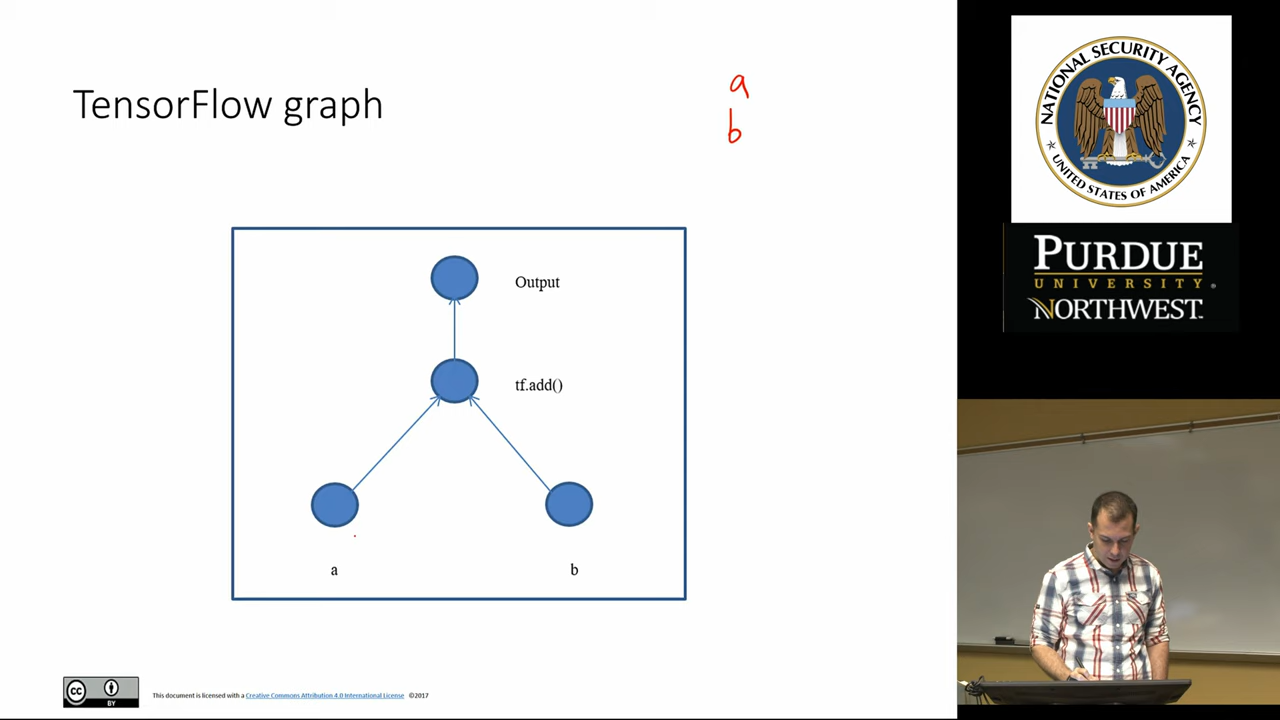 TensorFlow graph
a
b
Output
tf.add()
a
b
BY
This document is licensed with a Creative Commons Attribution 4.0 International License ©2017
NATIONAL SECURITY AGENCY
UNITED STATES OF AMERICA
PURDUE
UNIVERSITY
NORTHWEST